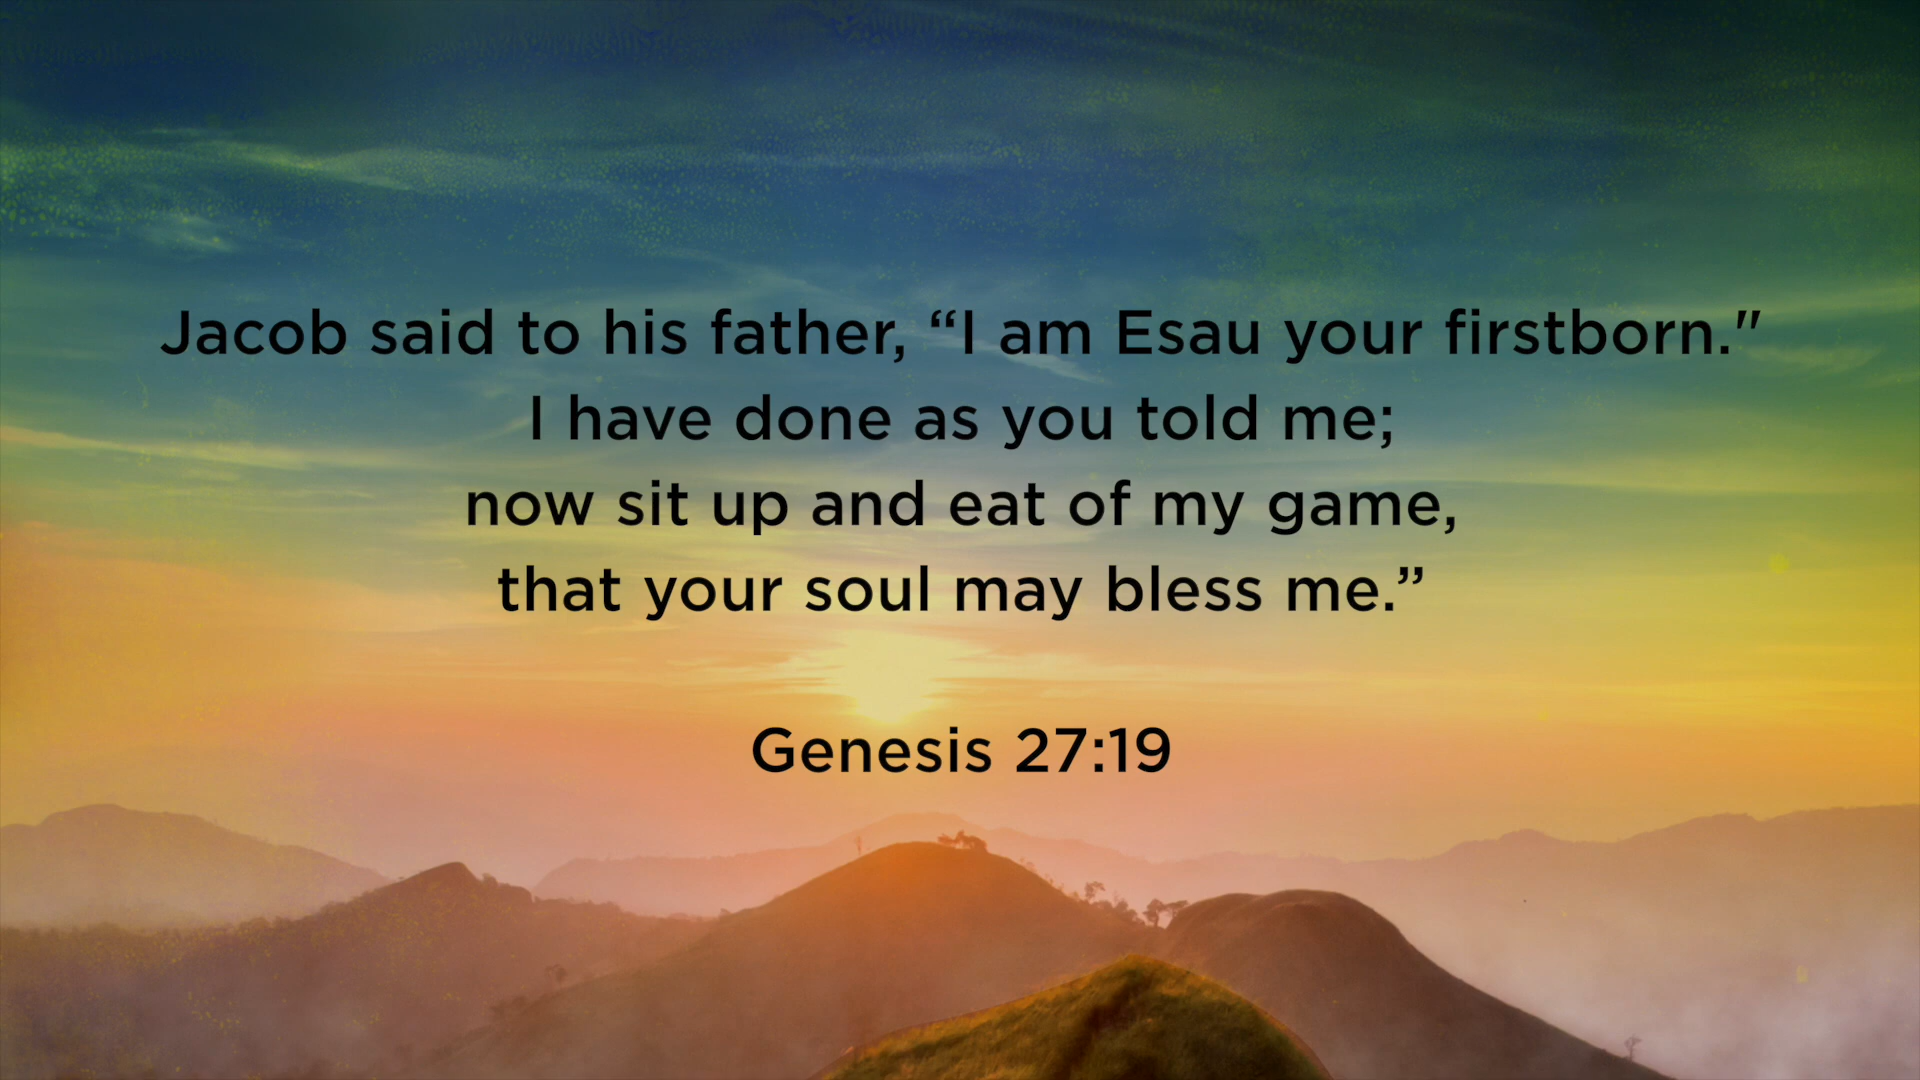 Jacob said to his father, “I am Esau your firstborn."
I have done as you told me;
now sit up and eat of my game,
that your soul may bless me.”
Genesis 27:19